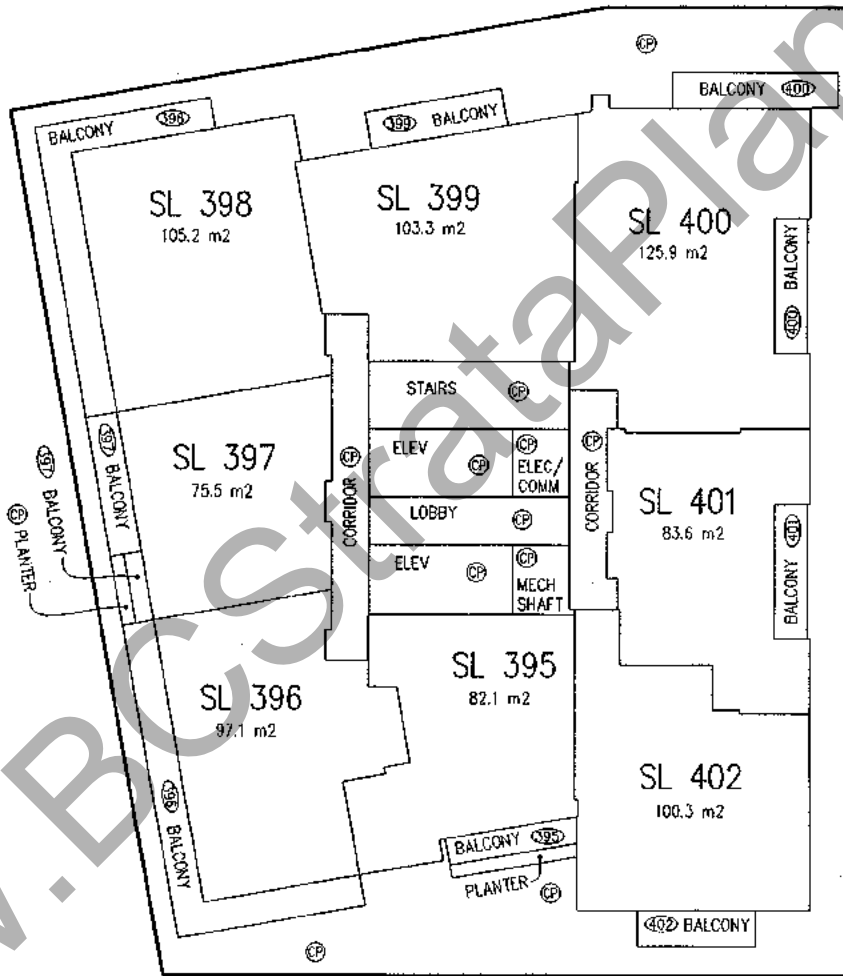 CP
BALCONY 400
BALCONY 398
399 BALCONY
SL 398
105.2 m2
SL 399
103.3 m2
SL 400
125.9 m2
BALCONY
400
STAIRS CP
ELEV CP
CP
ELEC/
COMM
LOBBY CP
ELEV CP
CP
MECH
SHAFT
CORRIDOR CP
CORRIDOR CP
SL 397
75.5 m2
397 BALCONY
397 BALCONY
CP PLANTER
SL 401
83.6 m2
BALCONY 401
SL 396
97.1 m2
396 BALCONY
SL 395
82.1 m2
BALCONY 395
PLANTER CP
SL 402
100.3 m2
402 BALCONY
CP
w.BCStrataPlan